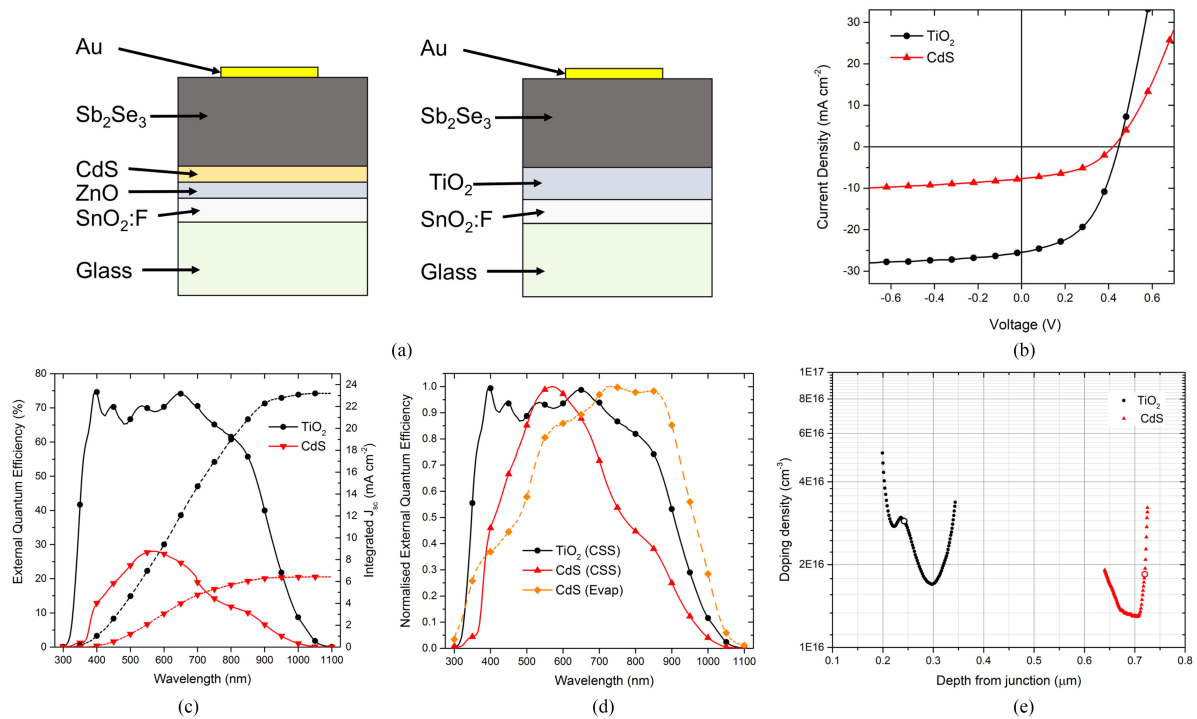 Au
Sb₂Se₃
CdS
ZnO
SnO₂:F
Glass
Au
Sb₂Se₃
TiO₂
SnO₂:F
Glass
(a)
TiO₂
CdS
Current Density (mA cm⁻²)
30
20
10
0
-10
-20
-30
-0.6 -0.4 -0.2 0.0 0.2 0.4 0.6
Voltage (V)
(b)
External Quantum Efficiency (%)
80
70
60
50
40
30
20
10
0
TiO₂
CdS
24
22
20
18
16
14
12
10
8
6
4
2
0
Integrated Jsc (mA cm⁻²)
300 400 500 600 700 800 900 1000 1100
Wavelength (nm)
(c)
Normalised External Quantum Efficiency
1.0
0.9
0.8
0.7
0.6
0.5
0.4
0.3
0.2
0.1
0.0
TiO₂ (CSS)
CdS (CSS)
CdS (Evap)
300 400 500 600 700 800 900 1000 1100
Wavelength (nm)
(d)
Doping density (cm⁻³)
1E17
8E16
6E16
4E16
2E16
1E16
TiO₂
CdS
0.1 0.2 0.3 0.4 0.5 0.6 0.7 0.8
Depth from junction (μm)
(e)